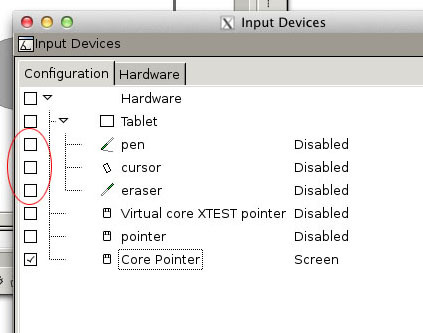 Input Devices
Input Devices
Configuration Hardware
Hardware
Tablet
pen Disabled
cursor Disabled
eraser Disabled
Virtual core XTEST pointer Disabled
pointer Disabled
Core Pointer Screen